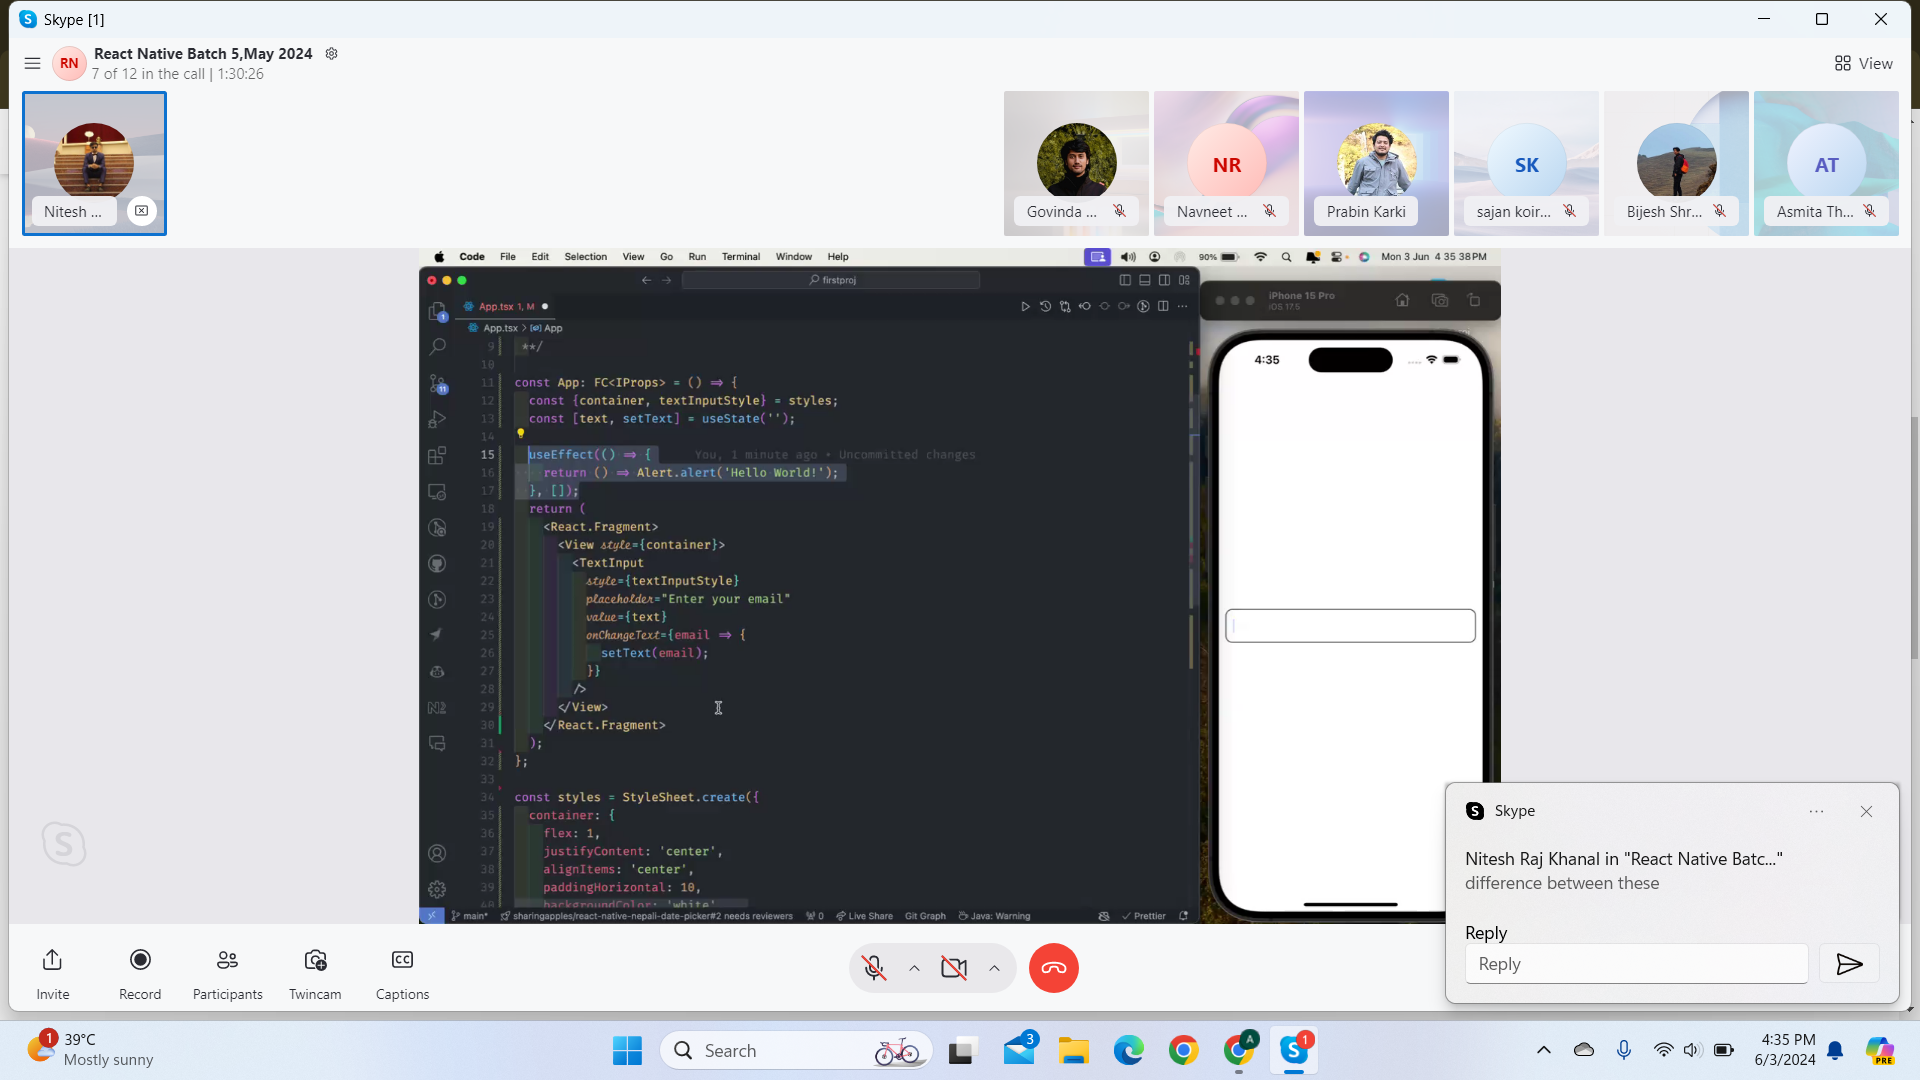 Skype [1]
RN
React Native Batch 5,May 2024
7 of 12 in the call | 1:30:26
View
Nitesh ...
Govinda ...
NR
Navneet ...
Prabin Karki
SK
sajan koir...
Bijesh Shr...
AT
Asmita Th...
Code File Edit Selection View Go Run Terminal Window Help
90%
Mon 3 Jun 4 35 38PM
firstproj
App.tsx 1, M
App.tsx > App
9 **/
10
11 const App: FC<IProps> = () => {
12 const {container, textInputStyle} = styles;
13 const [text, setText] = useState('');
14
15 useEffect(() => { You, 1 minute ago • Uncommitted changes
16 return () => Alert.alert('Hello World!');
17 }, []);
18 return (
19 <React.Fragment>
20 <View style={container}>
21 <TextInput
22 style={textInputStyle}
23 placeholder="Enter your email"
24 value={text}
25 onChangeText={email => {
26 setText(email);
27 }}
28 />
29 </View>
30 </React.Fragment>
31 );
32 };
33
34 const styles = StyleSheet.create({
35 container: {
36 flex: 1,
37 justifyContent: 'center',
38 alignItems: 'center',
39 paddingHorizontal: 10,
40 backgroundColor: 'white'
1
11
main* sharingapples/react-native-nepali-date-picker#2 needs reviewers 0 Live Share Git Graph Java: Warning Prettier
iPhone 15 Pro
iOS 17.5
4:35
Skype
Nitesh Raj Khanal in "React Native Batc..."
difference between these
Reply
Reply
Invite
Record
Participants
Twincam
CC
Captions
1
39°C
Mostly sunny
Search
3
A
1
4:35 PM
6/3/2024
PRE